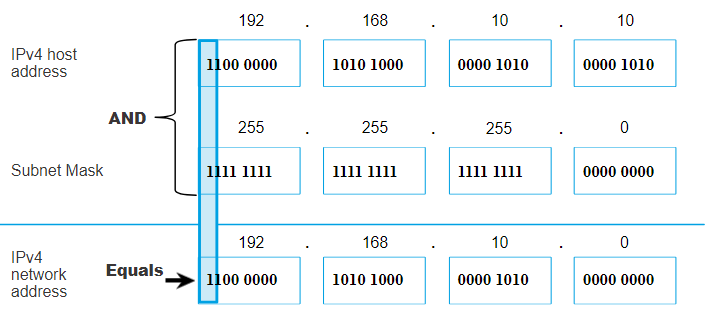 192 . 168 . 10 . 10
IPv4 host
address
1100 0000 1010 1000 0000 1010 0000 1010
AND
255 . 255 . 255 . 0
Subnet Mask
1111 1111 1111 1111 1111 1111 0000 0000
192 . 168 . 10 . 0
IPv4
network
address
Equals
1100 0000 1010 1000 0000 1010 0000 0000